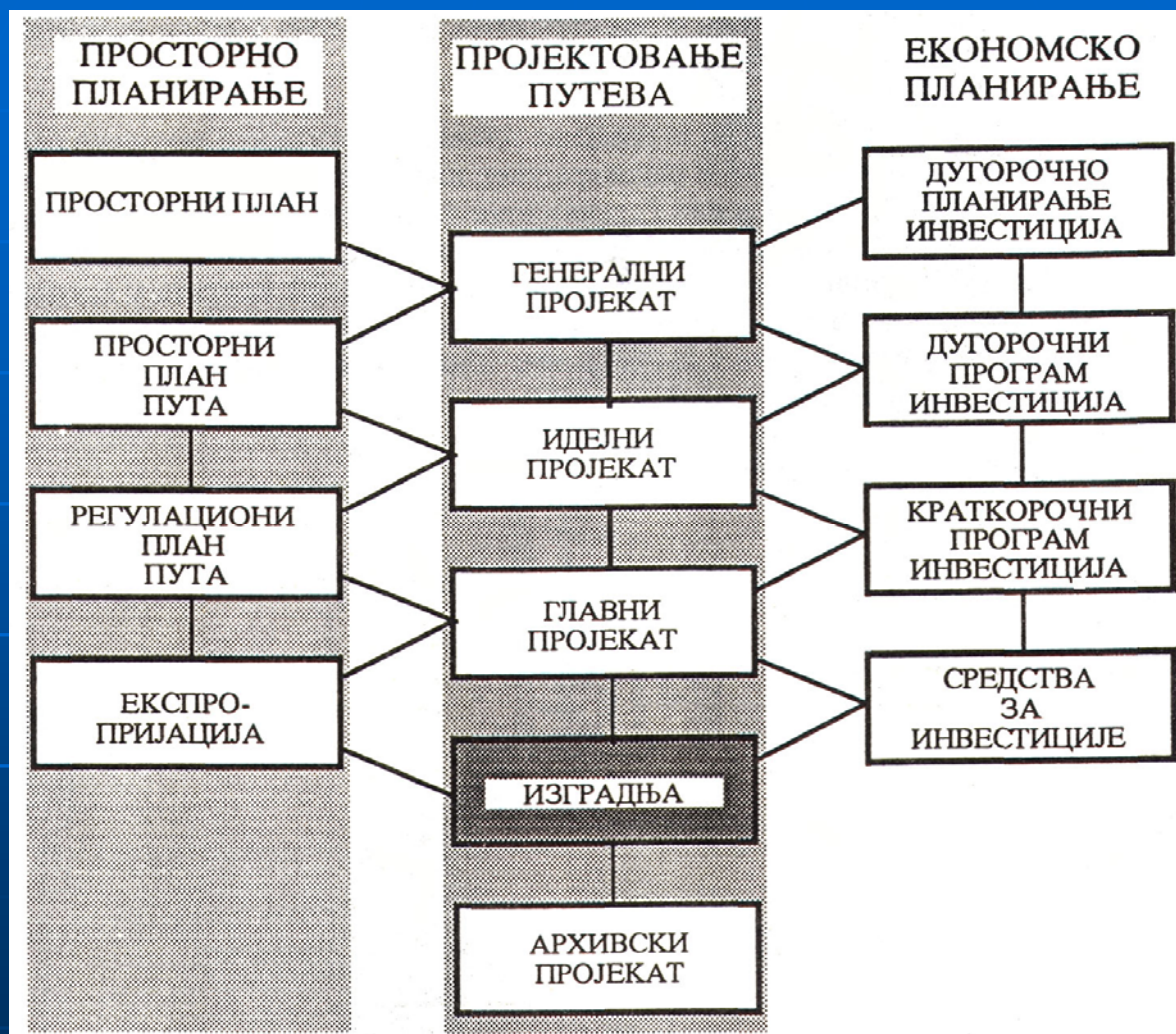 ПРОСТОРНО
ПЛАНИРАЊЕ
ПРОСТОРНИ ПЛАН
ПРОСТОРНИ
ПЛАН
ПУТА
РЕГУЛАЦИОНИ
ПЛАН
ПУТА
ЕКСПРО-
ПРИЈАЦИЈА
ПРОЈЕКТОВАЊЕ
ПУТЕВА
ГЕНЕРАЛНИ
ПРОЈЕКАТ
ИДЕЈНИ
ПРОЈЕКАТ
ГЛАВНИ
ПРОЈЕКАТ
ИЗГРАДЊА
АРХИВСКИ
ПРОЈЕКАТ
ЕКОНОМСКО
ПЛАНИРАЊЕ
ДУГОРОЧНО
ПЛАНИРАЊЕ
ИНВЕСТИЦИЈА
ДУГОРОЧНИ
ПРОГРАМ
ИНВЕСТИЦИЈА
КРАТКОРОЧНИ
ПРОГРАМ
ИНВЕСТИЦИЈА
СРЕДСТВА
ЗА
ИНВЕСТИЦИЈЕ